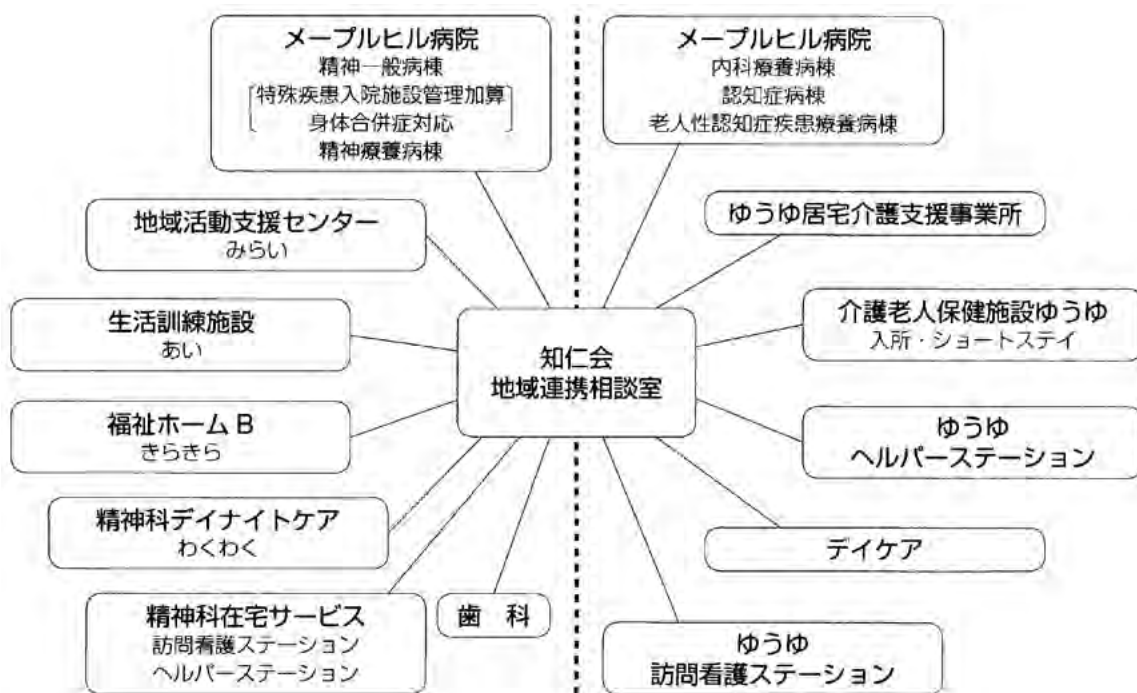 メープルヒル病院
精神一般病棟
特殊疾患入院施設管理加算
身体合併症対応
精神療養病棟
メープルヒル病院
内科療養病棟
認知症病棟
老人性認知症疾患療養病棟
地域活動支援センター
みらい
ゆうゆ居宅介護支援事業所
生活訓練施設
あい
介護老人保健施設ゆうゆ
入所・ショートステイ
知仁会
地域連携相談室
福祉ホーム B
きらきら
ゆうゆ
ヘルパーステーション
精神科デイナイトケア
わくわく
デイケア
精神科在宅サービス
訪問看護ステーション
ヘルパーステーション
歯 科
ゆうゆ
訪問看護ステーション